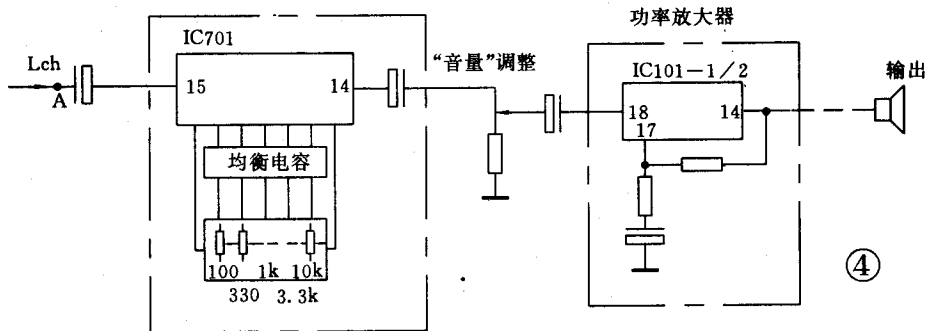 功率放大器
IC701
Lch
A
15
14
“音量”调整
IC101-1/2
18
14
17
输出
均衡电容
100 1k 10k
330 3.3k
④